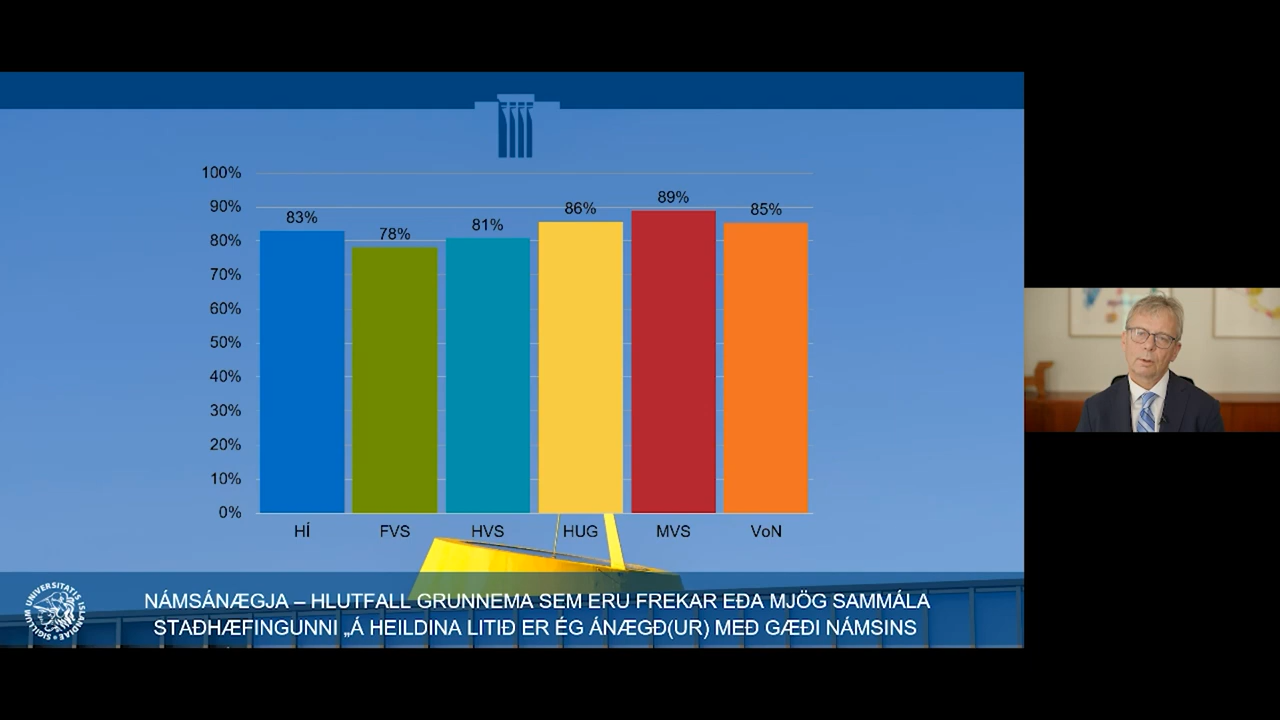 100%
90%
80%
70%
60%
50%
40%
30%
20%
10%
0%
83%
78%
81%
86%
89%
85%
HÍ
FVS
HVS
HUG
MVS
VoN
NÁMSÁNÆGJA – HLUTFALL GRUNNEMA SEM ERU FREKAR EÐA MJÖG SAMMÁLA
STAÐHÆFINGUNNI „Á HEILDINA LITIÐ ER ÉG ÁNÆGÐ(UR) MEÐ GÆÐI NÁMSINS